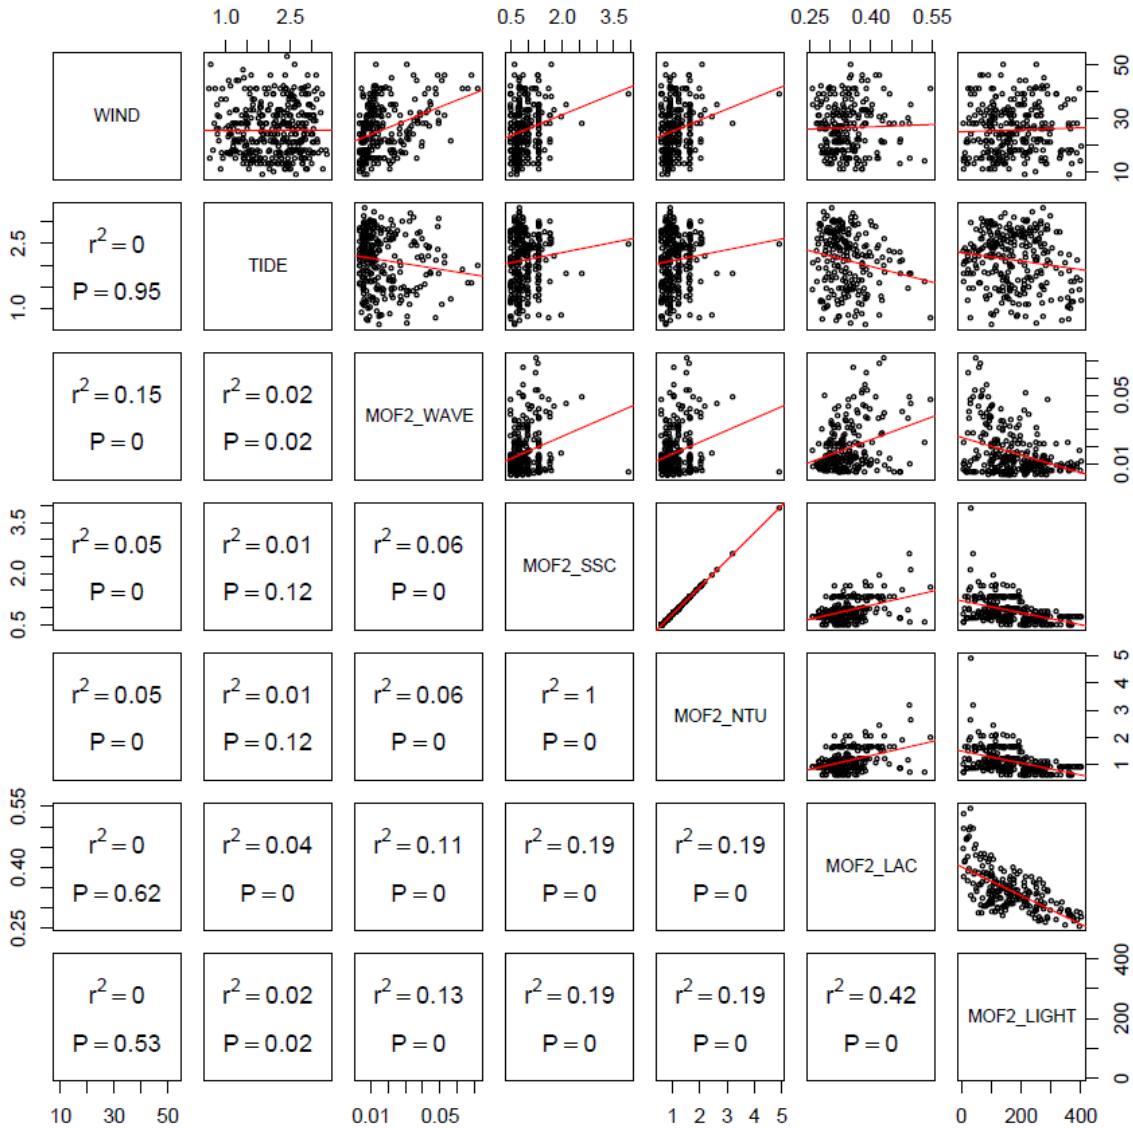 1.0 2.5 0.5 2.0 3.5 0.25 0.40 0.55
WIND 10 30 50
1.0 2.5 r² = 0 TIDE
P = 0.95
r² = 0.15 r² = 0.02 MOF2_WAVE 0.01 0.05
P = 0 P = 0.02
0.5 2.0 3.5 r² = 0.05 r² = 0.01 r² = 0.06 MOF2_SSC
P = 0 P = 0.12 P = 0
r² = 0.05 r² = 0.01 r² = 0.06 r² = 1 MOF2_NTU 1 2 3 4 5
P = 0 P = 0.12 P = 0 P = 0
0.25 0.40 0.55 r² = 0 r² = 0.04 r² = 0.11 r² = 0.19 r² = 0.19 MOF2_LAC
P = 0.62 P = 0 P = 0 P = 0 P = 0
r² = 0 r² = 0.02 r² = 0.13 r² = 0.19 r² = 0.19 r² = 0.42 MOF2_LIGHT 0 200 400
P = 0.53 P = 0.02 P = 0 P = 0 P = 0 P = 0
10 30 50 0.01 0.05 1 2 3 4 5 0 200 400